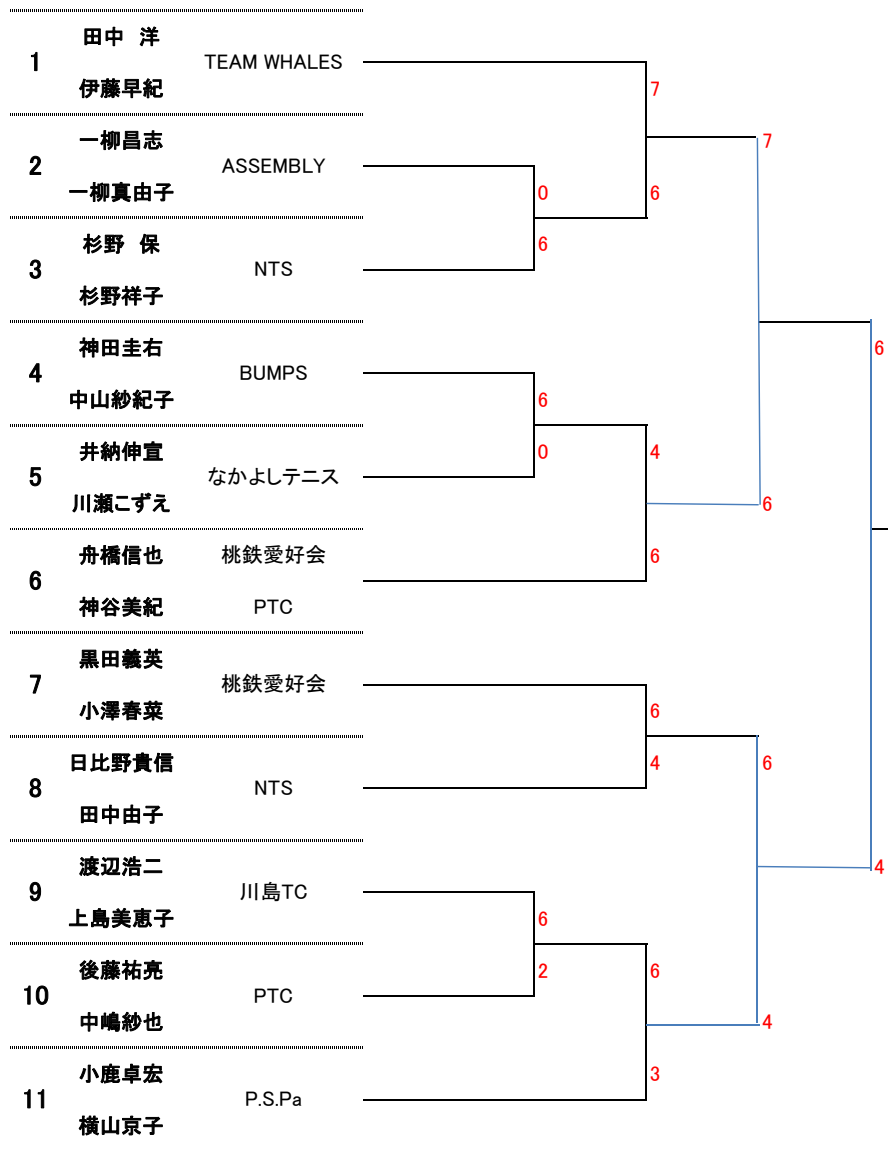 田中　洋
1 TEAM WHALES
伊藤早紀
7
一柳昌志
7
2 ASSEMBLY
一柳真由子
0 6
杉野　保
6
3 NTS
杉野祥子
神田圭右
6
4 BUMPS
中山紗紀子
6
井納伸宣
0 4
5 なかよしテニス
川瀬こずえ
6
舟橋信也 桃鉄愛好会
6
6
神谷美紀 PTC
黒田義英
7 桃鉄愛好会
小澤春菜
6
日比野貴信
4 6
8 NTS
田中由子
渡辺浩二
4
9 川島TC
上島美恵子
6
後藤祐亮
2 6
10 PTC
中嶋紗也
4
小鹿卓宏
3
11 P.S.Pa
横山京子